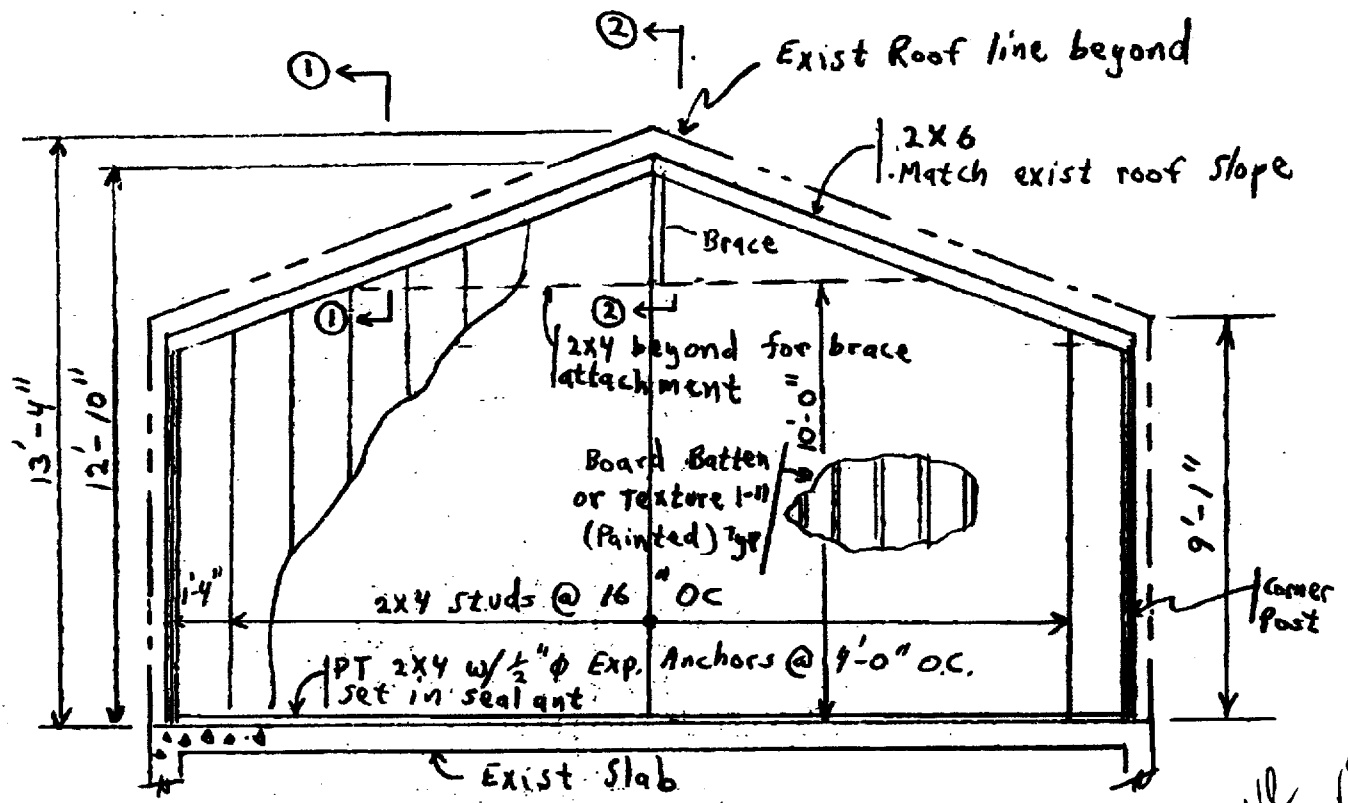 ②
①
Exist Roof line beyond
2X6
Match exist roof Slope
Brace
①
②
2X4 beyond for brace
attachment
13'-4"
12'-10"
10'-0"
9'-1"
Board Batten
or Texture 1-11
(Painted) Typ
1'-4"
2X4 studs @ 16" OC
Corner
Post
PT 2X4 w/ ½"φ Exp. Anchors @ 4'-0" O.C.
set in sealant
Exist Slab